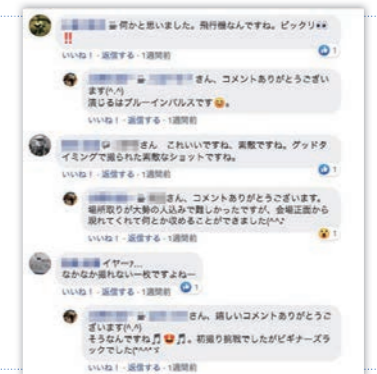 何かと思いました。飛行機なんですね。ビックリ👀
‼️
いいね！・返信する・1週間前
1
さん、コメントありがとうござい
ます(^.^)
演じるはブルーインパルスです😄。
いいね！・返信する・1週間前
さん これいいですね、素敵ですね。グッドタ
イミングで撮られた素敵なショットですね。
いいね！・返信する・1週間前
さん、コメントありがとうございます。
場所取りが大勢の人込みで難しかったですが、会場正面から
現れてくれて何とか収めることができました(^^♪
いいね！・返信する・1週間前
1
イヤーｯ…
なかなか撮れない一枚ですよねー
いいね！・返信する・1週間前
1
さん、嬉しいコメントありがとうご
ざいます(^.^)
そうなんですね🎵🥰🎵。初撮り挑戦でしたがビギナーズラ
ックでした
いいね！・返信する・1週間前